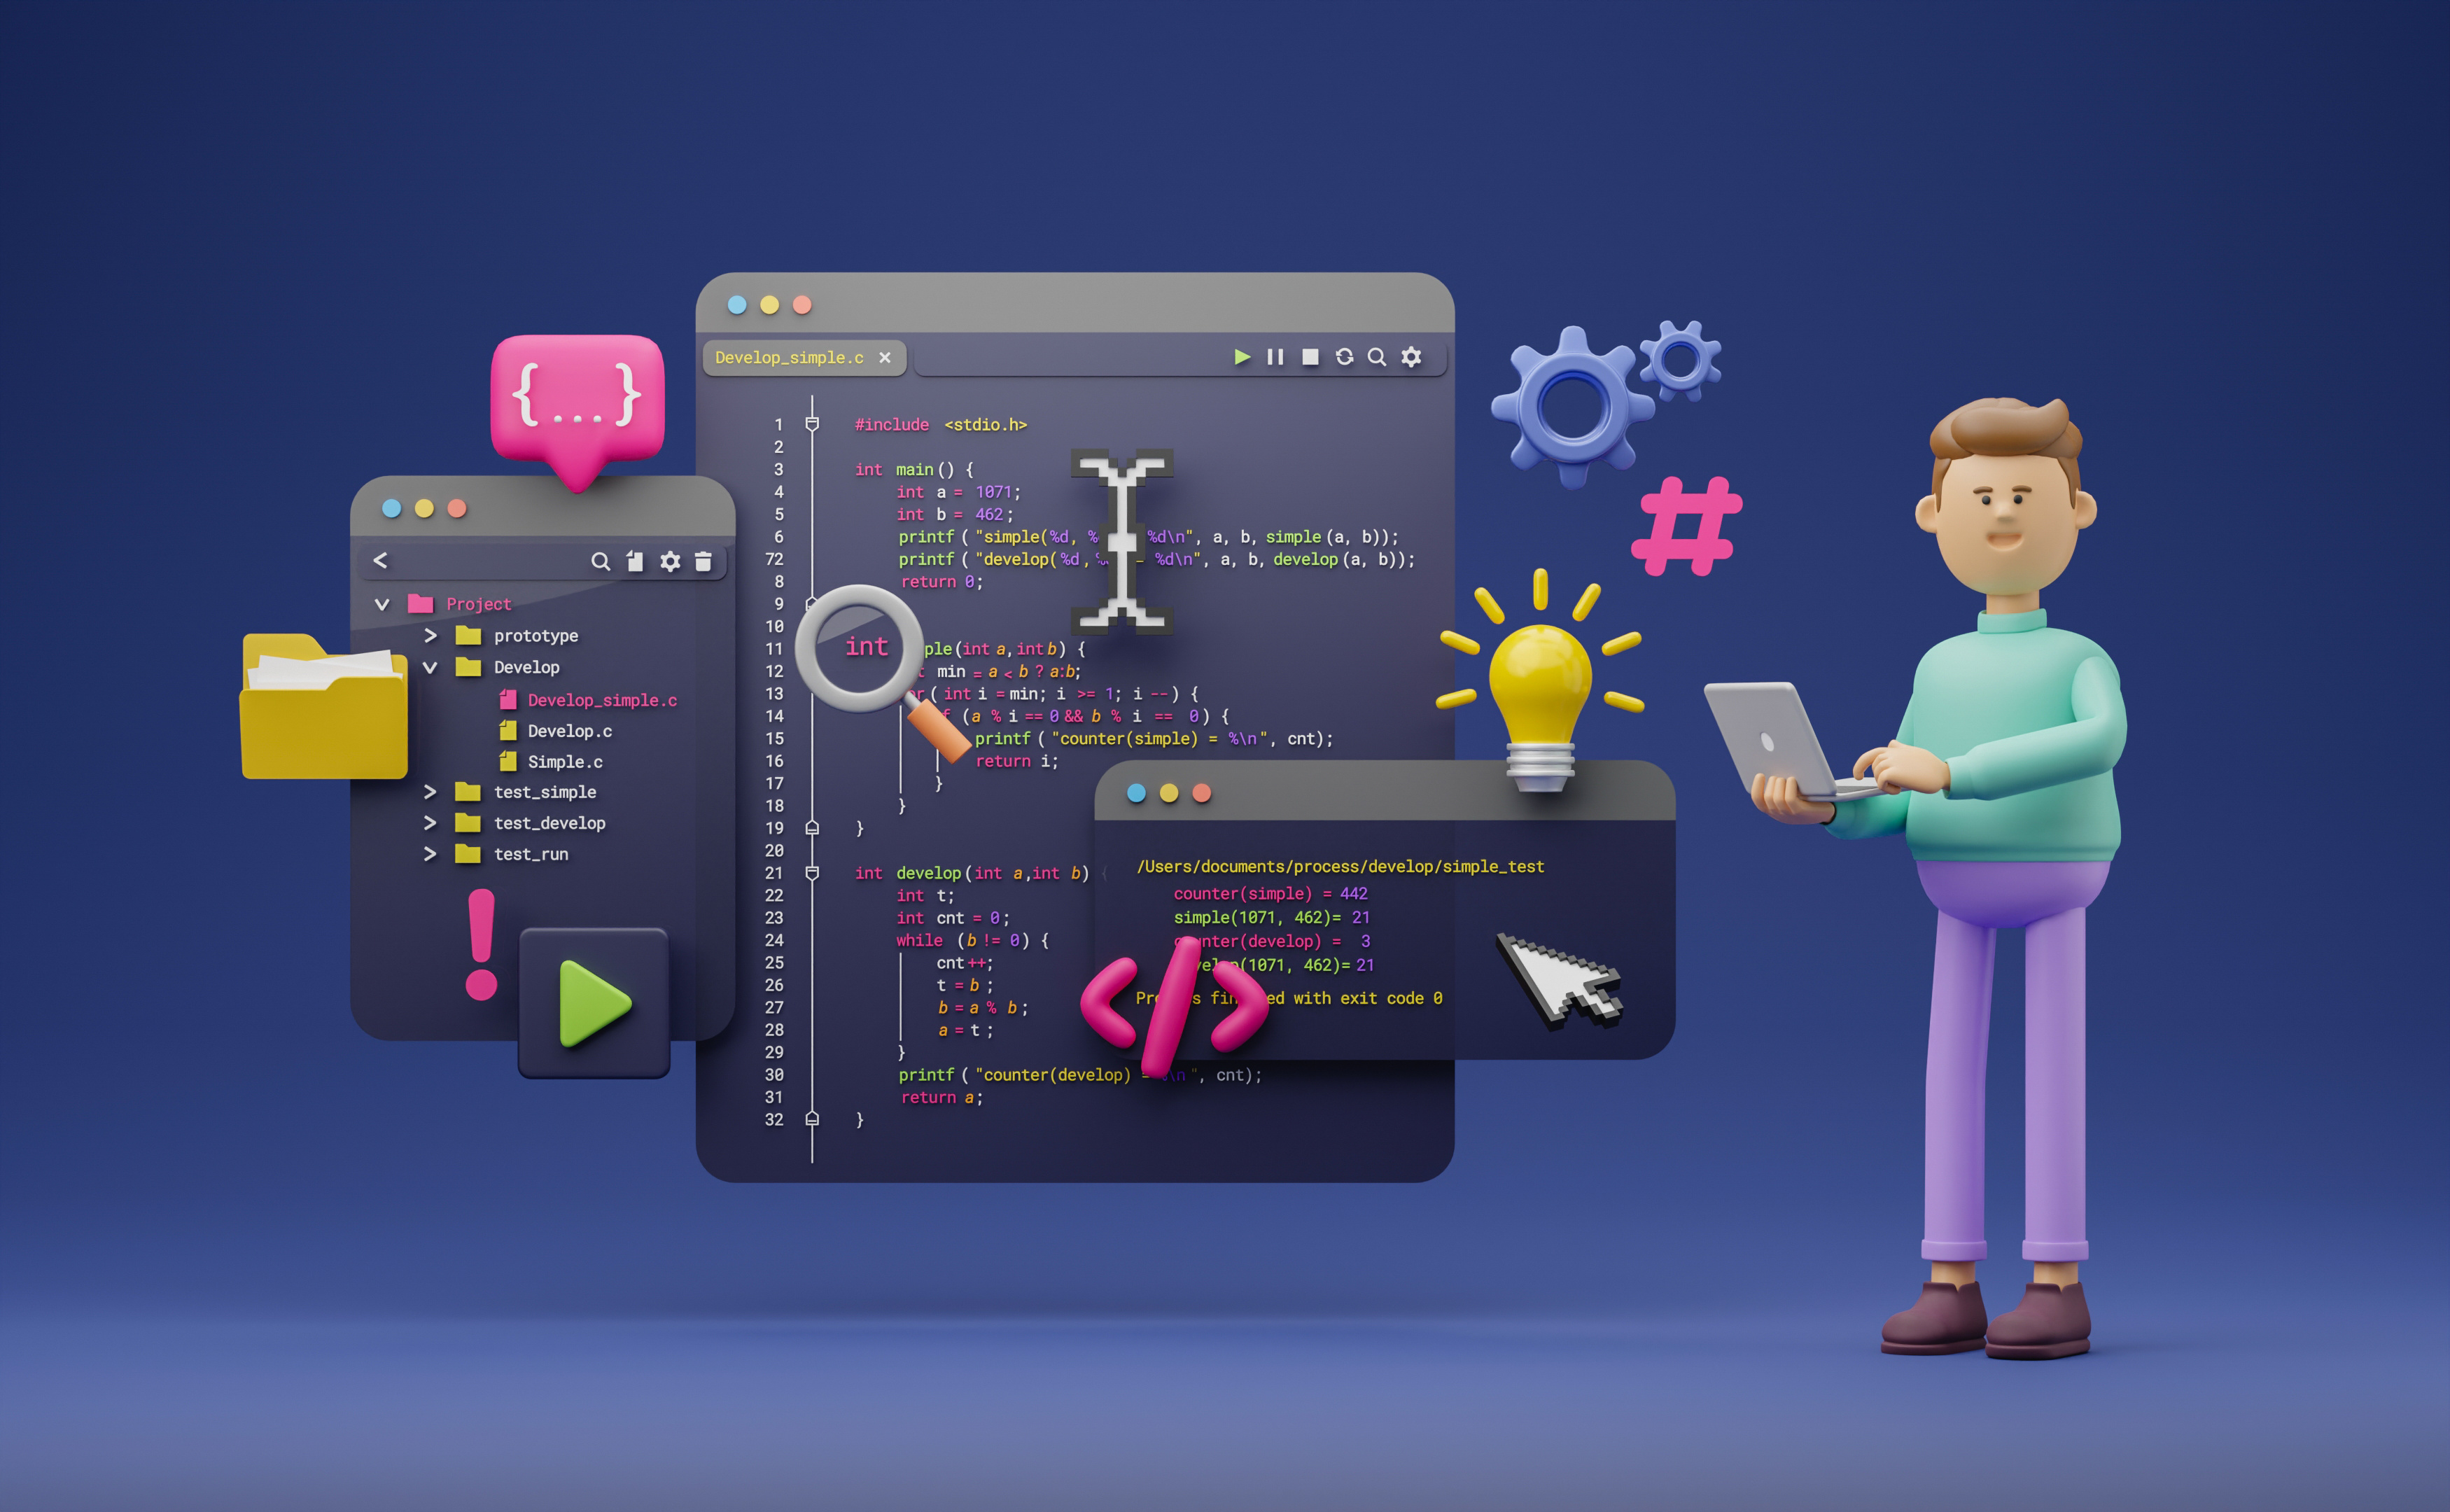 {...}
<
Project
prototype
Develop
Develop_simple.c
Develop.c
Simple.c
test_simple
test_develop
test_run
!
Develop_simple.c ×
1 #include <stdio.h>
2
3 int main() {
4 int a = 1071;
5 int b = 462;
6 printf ( "simple(%d, %d\n", a, b, simple (a, b));
72 printf ( "develop(%d, = %d\n", a, b, develop (a, b));
8 return 0;
9
10
int
11 (int a,int b) {
12 min = a < b ? a:b;
13 ( int i = min; i >= 1; i --) {
14 (a % i == 0 && b % i == 0) {
15 printf ( "counter(simple) = %\n", cnt);
16 return i;
17 }
18 }
19 }
20
21 int develop(int a,int b) {
22 int t;
23 int cnt = 0;
24 while (b != 0) {
25 cnt++;
26 t = b ;
27 b = a % b ;
28 a = t ;
29 }
30 printf ( "counter(develop) = \n ", cnt);
31 return a;
32 }
/Users/documents/process/develop/simple_test
counter(simple) = 442
simple(1071, 462)= 21
(develop) = 3
(1071, 462)= 21
with exit code 0
</>
#